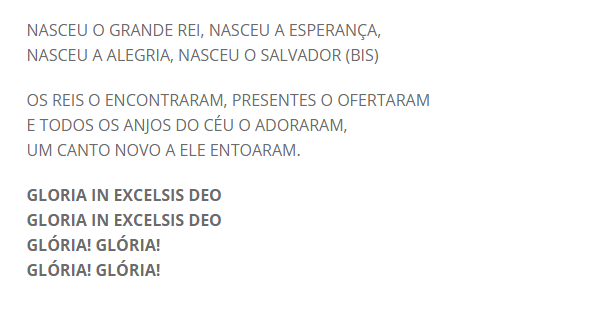 NASCEU O GRANDE REI, NASCEU A ESPERANÇA,
NASCEU A ALEGRIA, NASCEU O SALVADOR (BIS)
OS REIS O ENCONTRARAM, PRESENTES O OFERTARAM
E TODOS OS ANJOS DO CÉU O ADORARAM,
UM CANTO NOVO A ELE ENTOARAM.
GLORIA IN EXCELSIS DEO
GLORIA IN EXCELSIS DEO
GLÓRIA! GLÓRIA!
GLÓRIA! GLÓRIA!